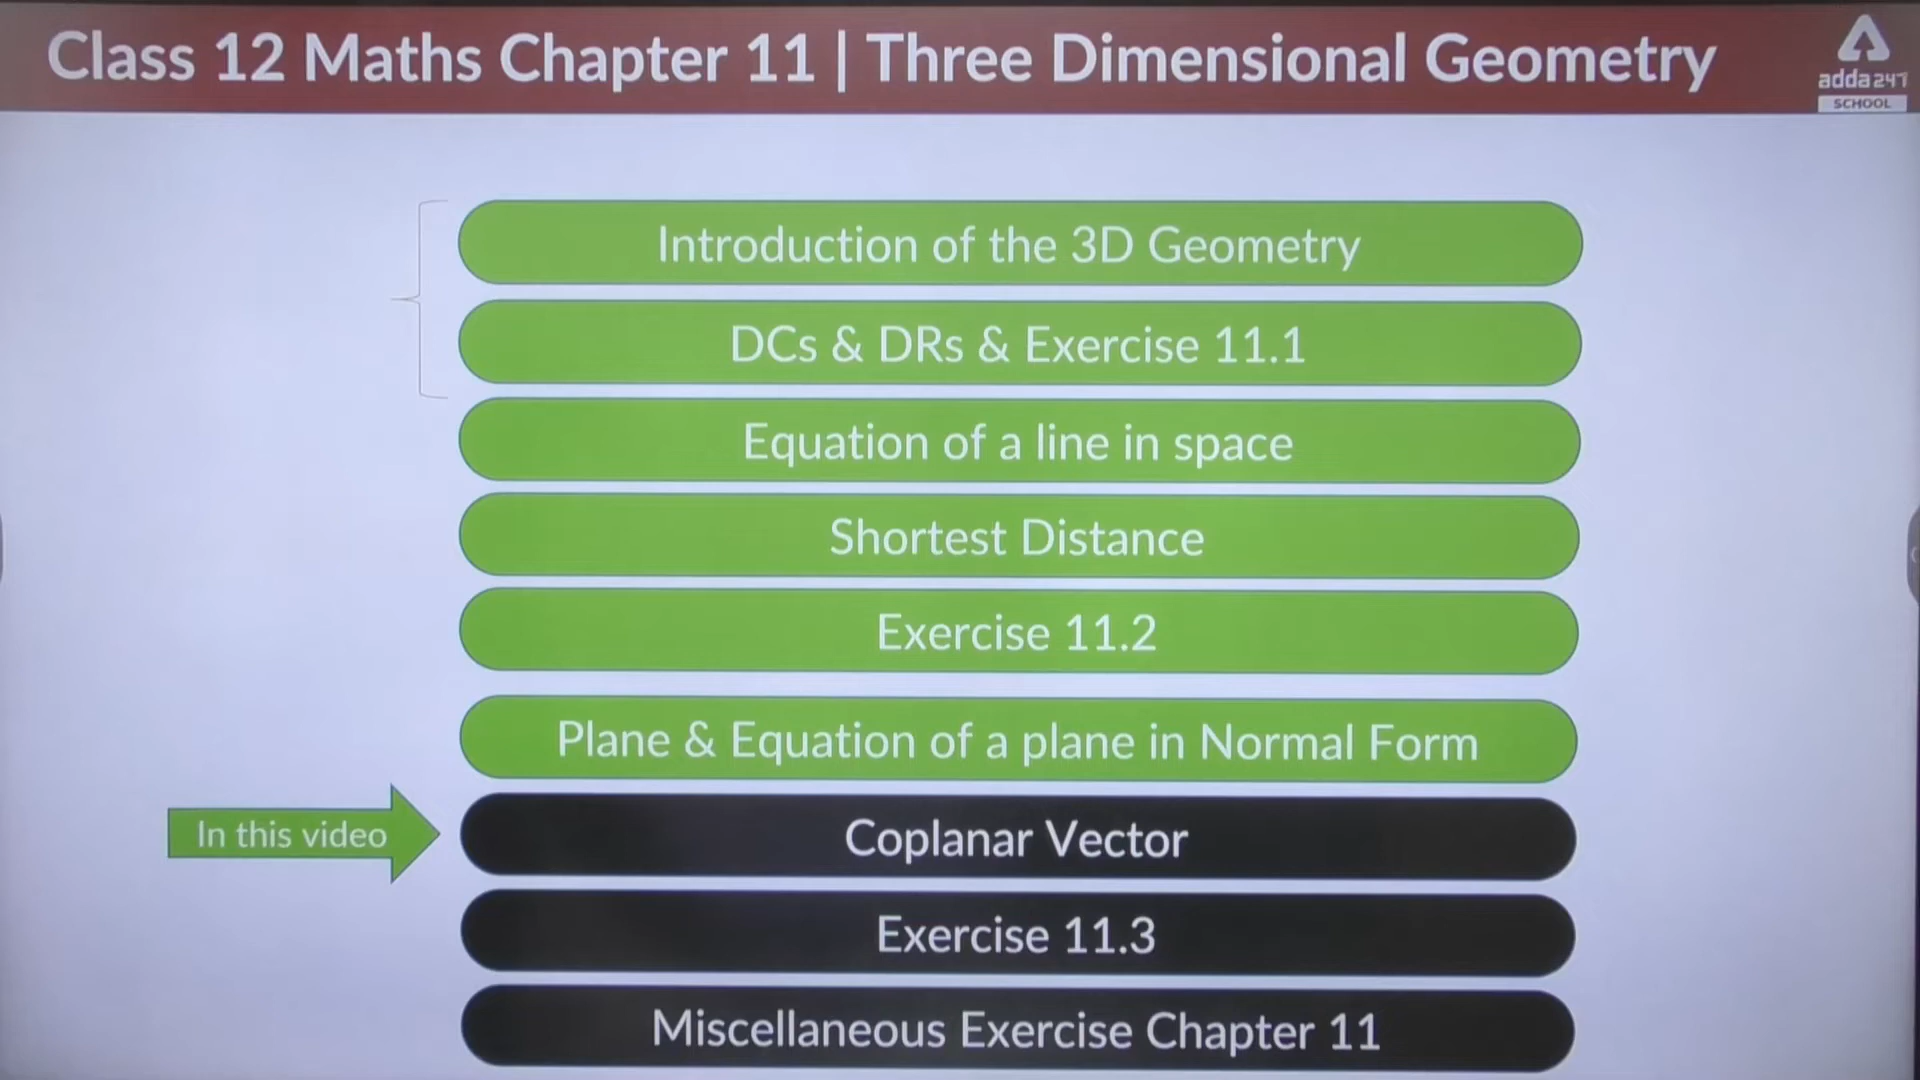 Class 12 Maths Chapter 11 | Three Dimensional Geometry
adda247
SCHOOL
Introduction of the 3D Geometry
DCs & DRs & Exercise 11.1
Equation of a line in space
Shortest Distance
Exercise 11.2
Plane & Equation of a plane in Normal Form
In this video
Coplanar Vector
Exercise 11.3
Miscellaneous Exercise Chapter 11